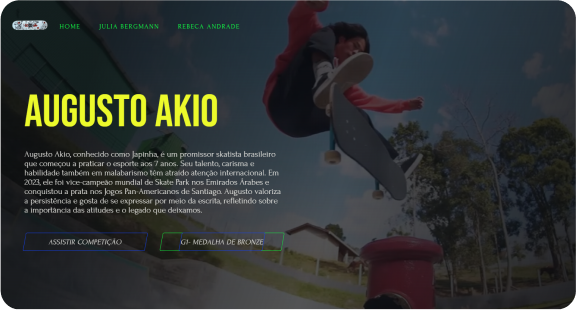 HOME JULIA BERGMANN REBECA ANDRADE
AUGUSTO AKIO
Augusto Akio, conhecido como Japinha, é um promissor skatista brasileiro
que começou a praticar o esporte aos 7 anos. Seu talento, carisma e
habilidade também em malabarismo têm atraído atenção internacional. Em
2023, ele foi vice-campeão mundial de Skate Park nos Emirados Árabes e
conquistou a prata nos Jogos Pan-Americanos de Santiago. Augusto valoriza
a persistência e gosta de se expressar por meio da escrita, refletindo sobre
a importância das atitudes e o legado que deixamos.
ASSISTIR COMPETIÇÃO
G1- MEDALHA DE BRONZE